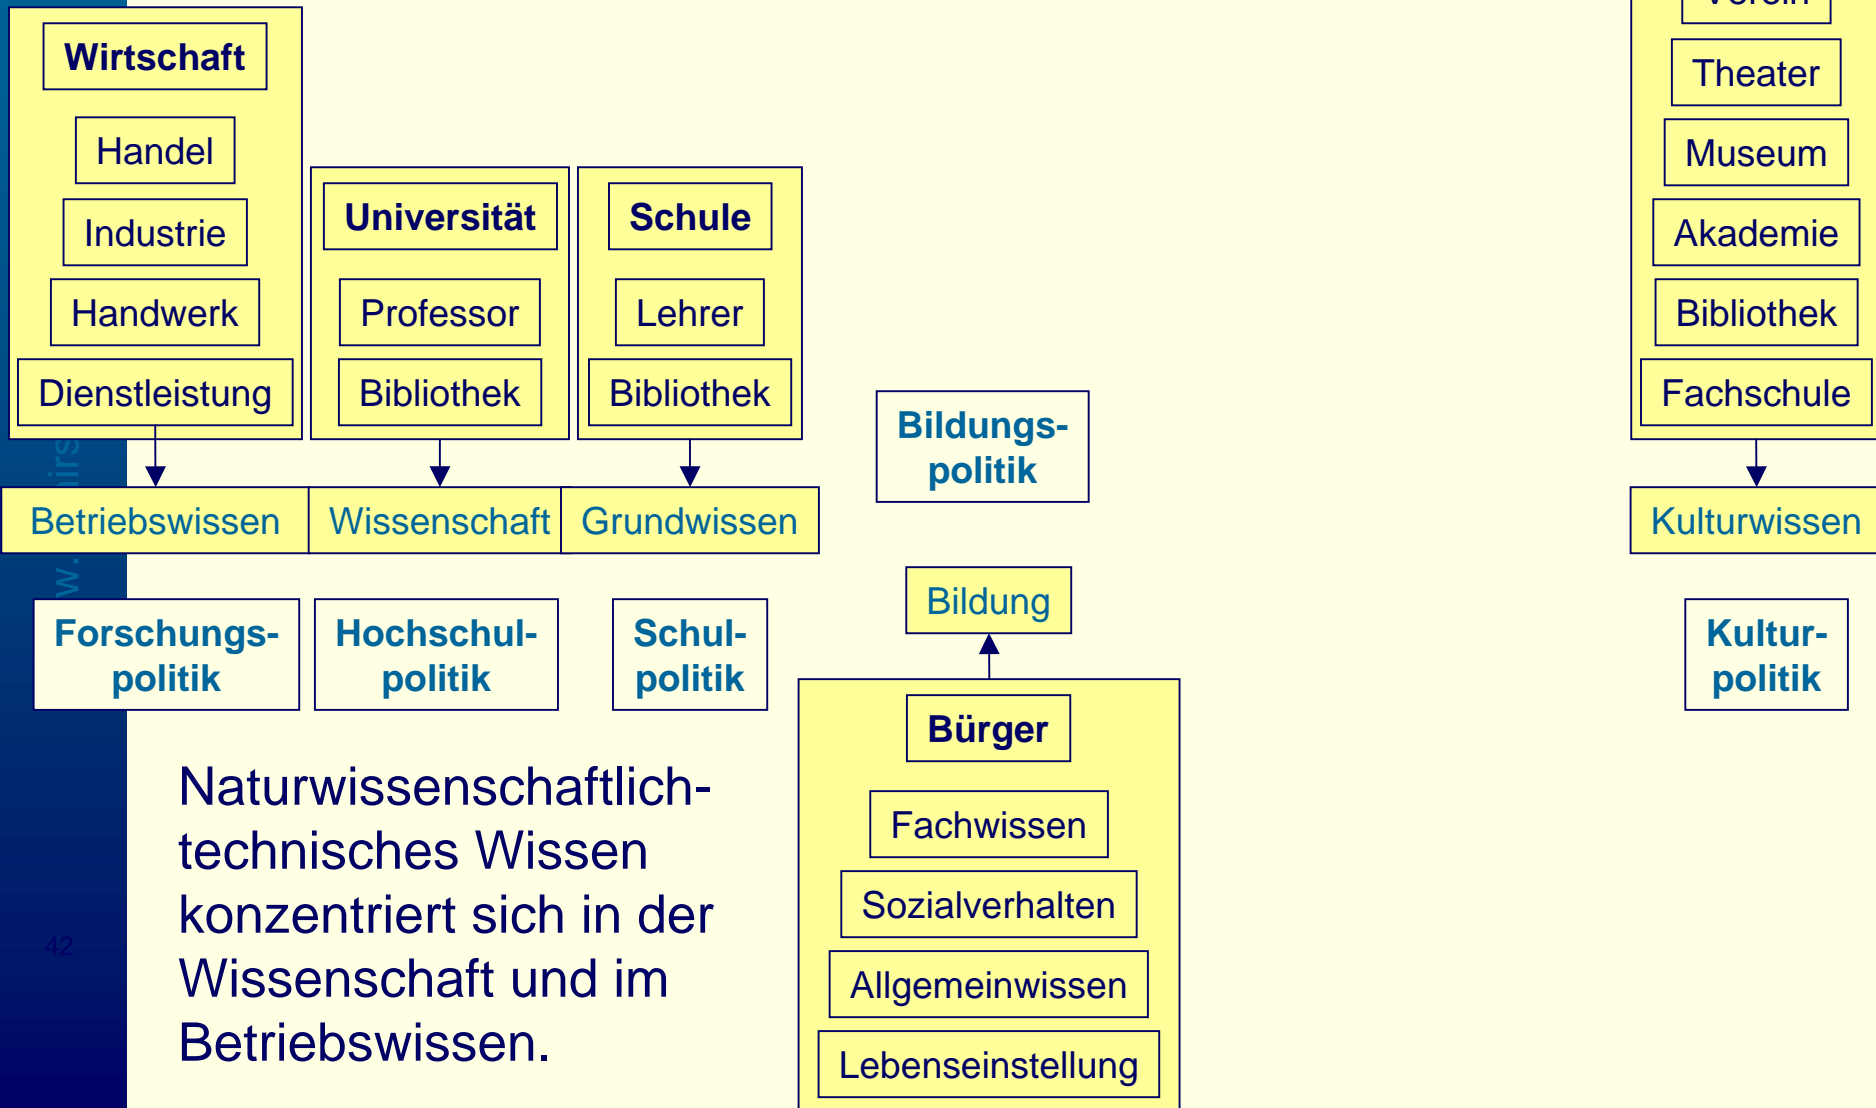 Wirtschaft
Handel
Industrie
Handwerk
Dienstleistung
Betriebswissen
Forschungs-
politik
Universität
Professor
Bibliothek
Wissenschaft
Hochschul-
politik
Schule
Lehrer
Bibliothek
Grundwissen
Schul-
politik
Bildungs-
politik
Bildung
Bürger
Fachwissen
Sozialverhalten
Allgemeinwissen
Lebenseinstellung
Verein
Theater
Museum
Akademie
Bibliothek
Fachschule
Kulturwissen
Kultur-
politik
Naturwissenschaftlich-
technisches Wissen
konzentriert sich in der
Wissenschaft und im
Betriebswissen.
42